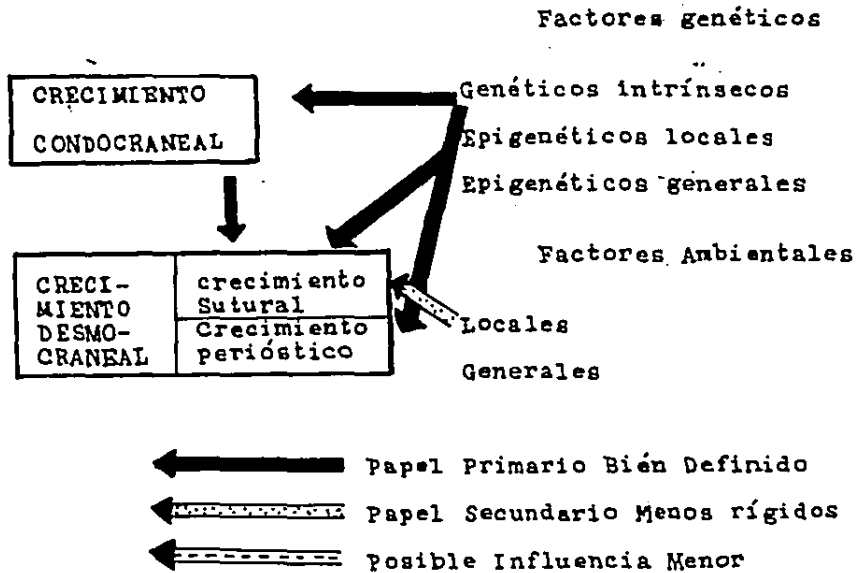 Factores genéticos
CRECIMIENTO
CONDOCRANEAL
Genéticos intrínsecos
Epigenéticos locales
Epigenéticos generales
Factores Ambientales
CRECI-
MIENTO
DESMO-
CRANEAL
crecimiento
Sutural
Crecimiento
perióstico
Locales
Generales
Papel Primario Bién Definido
Papel Secundario Menos rígidos
Posible Influencia Menor